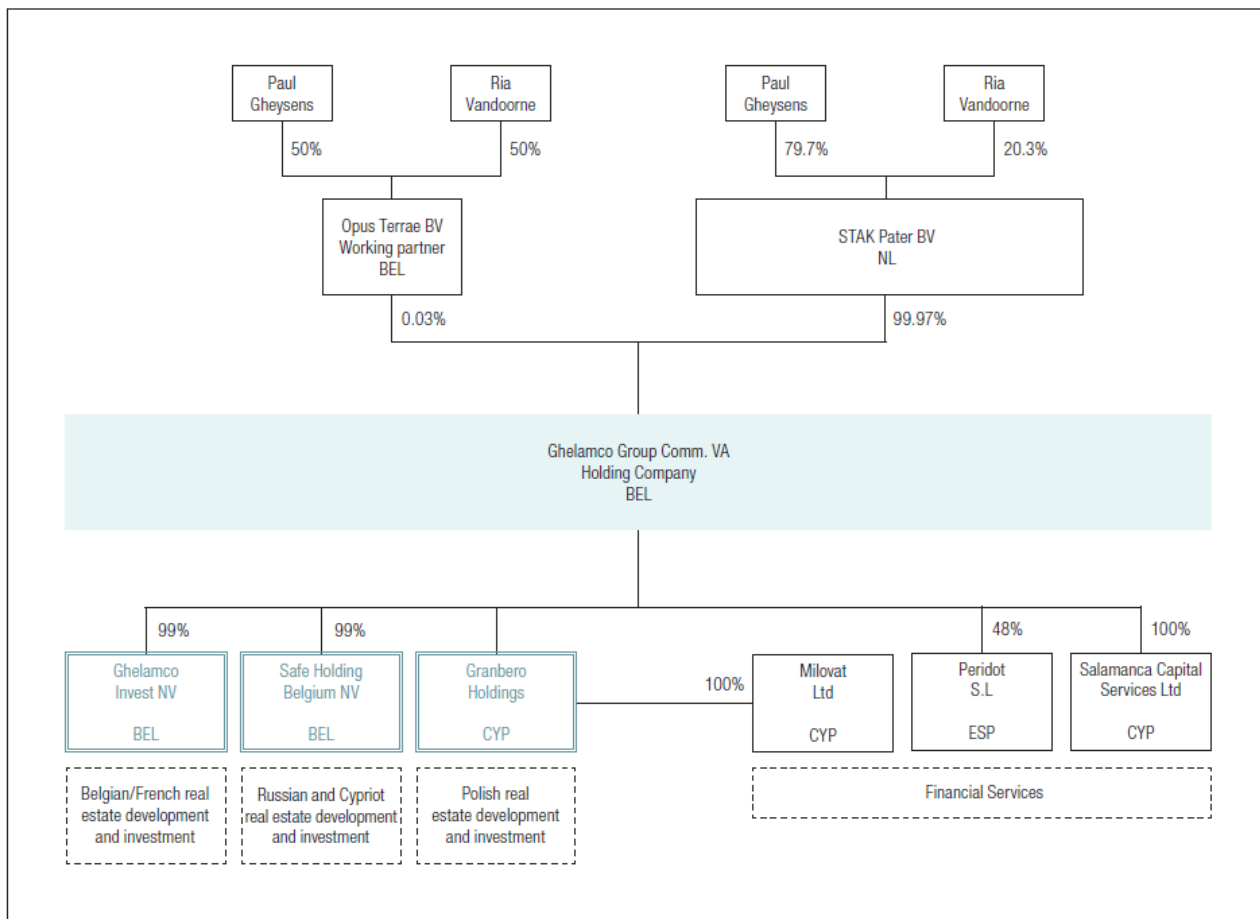 Paul
Gheysens
Ria
Vandoorne
Paul
Gheysens
Ria
Vandoorne
50%
50%
79.7%
20.3%
Opus Terrae BV
Working partner
BEL
STAK Pater BV
NL
0.03%
99.97%
Ghelamco Group Comm. VA
Holding Company
BEL
99%
99%
48%
100%
Ghelamco
Invest NV
BEL
Safe Holding
Belgium NV
BEL
Granbero
Holdings
CYP
100%
Milovat
Ltd
CYP
Peridot
S.L
ESP
Salamanca Capital
Services Ltd
CYP
Belgian/French real
estate development
and investment
Russian and Cypriot
real estate development
and investment
Polish real
estate development
and investment
Financial Services